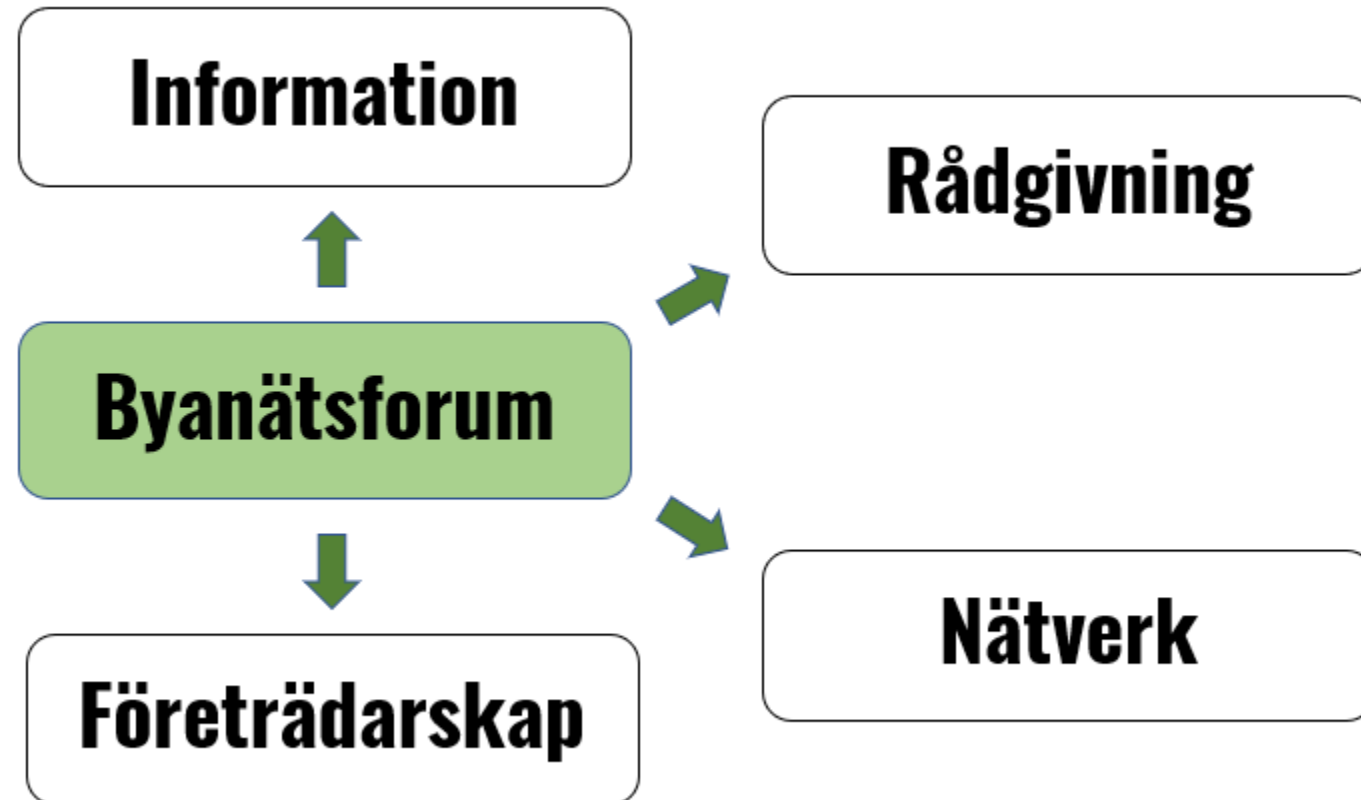 Information
Rådgivning
Byanätsforum
Nätverk
Företrädarskap